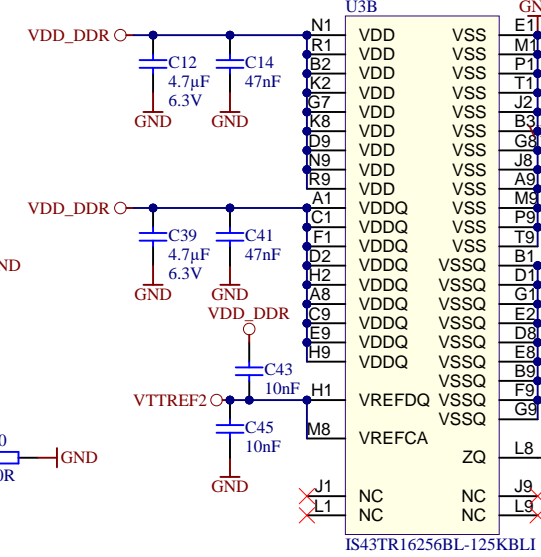 U3B GN
VDD_DDR N1 VDD VSS E1
R1 VDD VSS M1
C12 C14 B2 VDD VSS P1
4.7µF 47nF K2 VDD VSS T1
6.3V G7 VDD VSS J2
GND GND K8 VDD VSS B3
D9 VDD VSS G8
N9 VDD VSS J8
R9 VDD VSS A9
VDD_DDR A1 VDDQ VSS M9
C1 VDDQ VSS P9
C39 C41 F1 VDDQ VSS T9
4.7µF 47nF D2 VDDQ VSSQ B1
6.3V H2 VDDQ VSSQ D1
GND GND A8 VDDQ VSSQ G1
VDD_DDR C9 VDDQ VSSQ E2
E9 VDDQ VSSQ D8
H9 VDDQ VSSQ E8
C43 VSSQ B9
10nF
VTTREF2 H1 VREFDQ VSSQ F9
VSSQ G9
C45 M8 VREFCA
10nF
ZQ L8
GND
J1 NC NC J9
L1 NC NC L9
IS43TR16256BL-125KBLI
ND
0
GND
0R